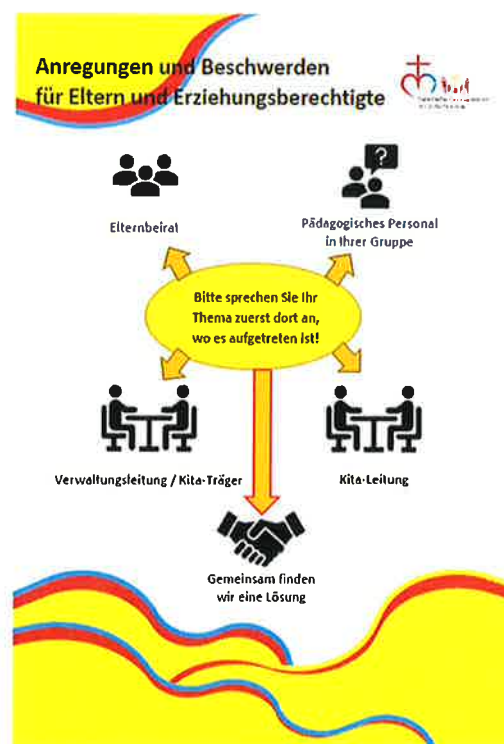 Anregungen und Beschwerden
für Eltern und Erziehungsberechtigte
?
Elternbeirat
Pädagogisches Personal
in Ihrer Gruppe
Bitte sprechen Sie Ihr
Thema zuerst dort an,
wo es aufgetreten ist!
Verwaltungsleitung / Kita-Träger
Kita-Leitung
Gemeinsam finden
wir eine Lösung